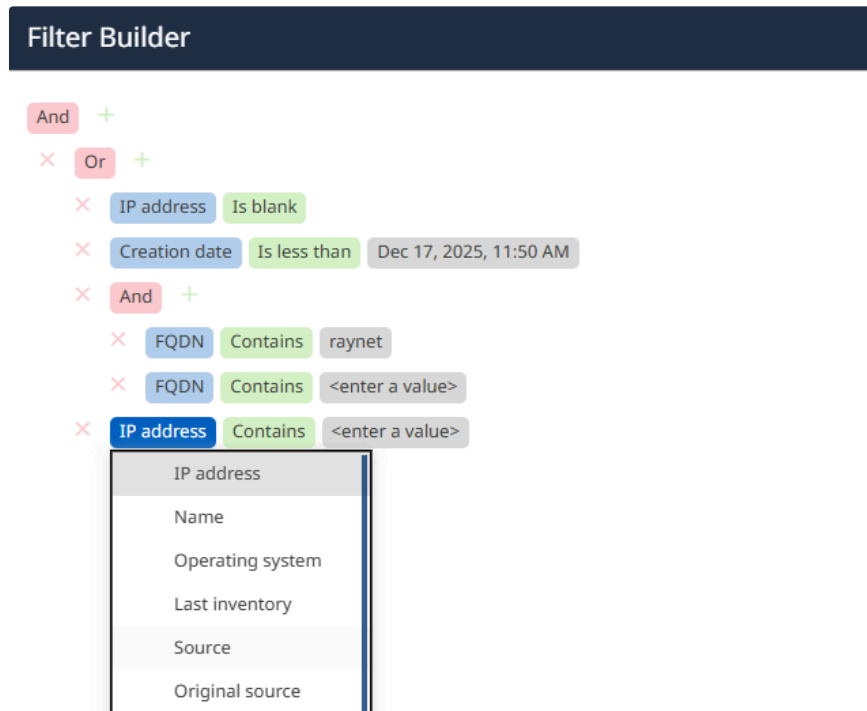 Filter Builder
And +
× Or +
× IP address Is blank
× Creation date Is less than Dec 17, 2025, 11:50 AM
× And +
× FQDN Contains raynet
× FQDN Contains <enter a value>
× IP address Contains <enter a value>
IP address
Name
Operating system
Last inventory
Source
Original source